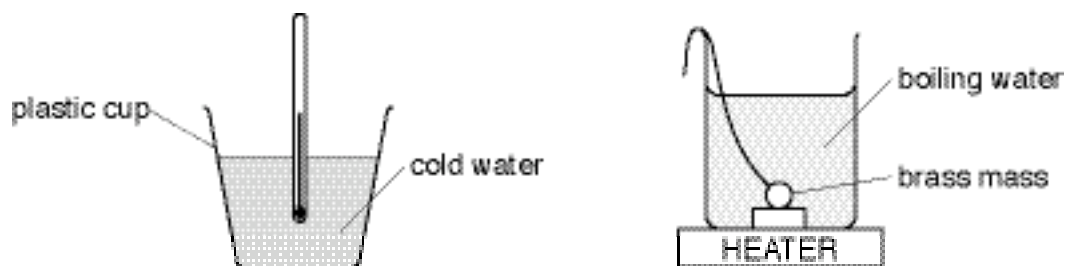 plastic cup
cold water
boiling water
brass mass
HEATER